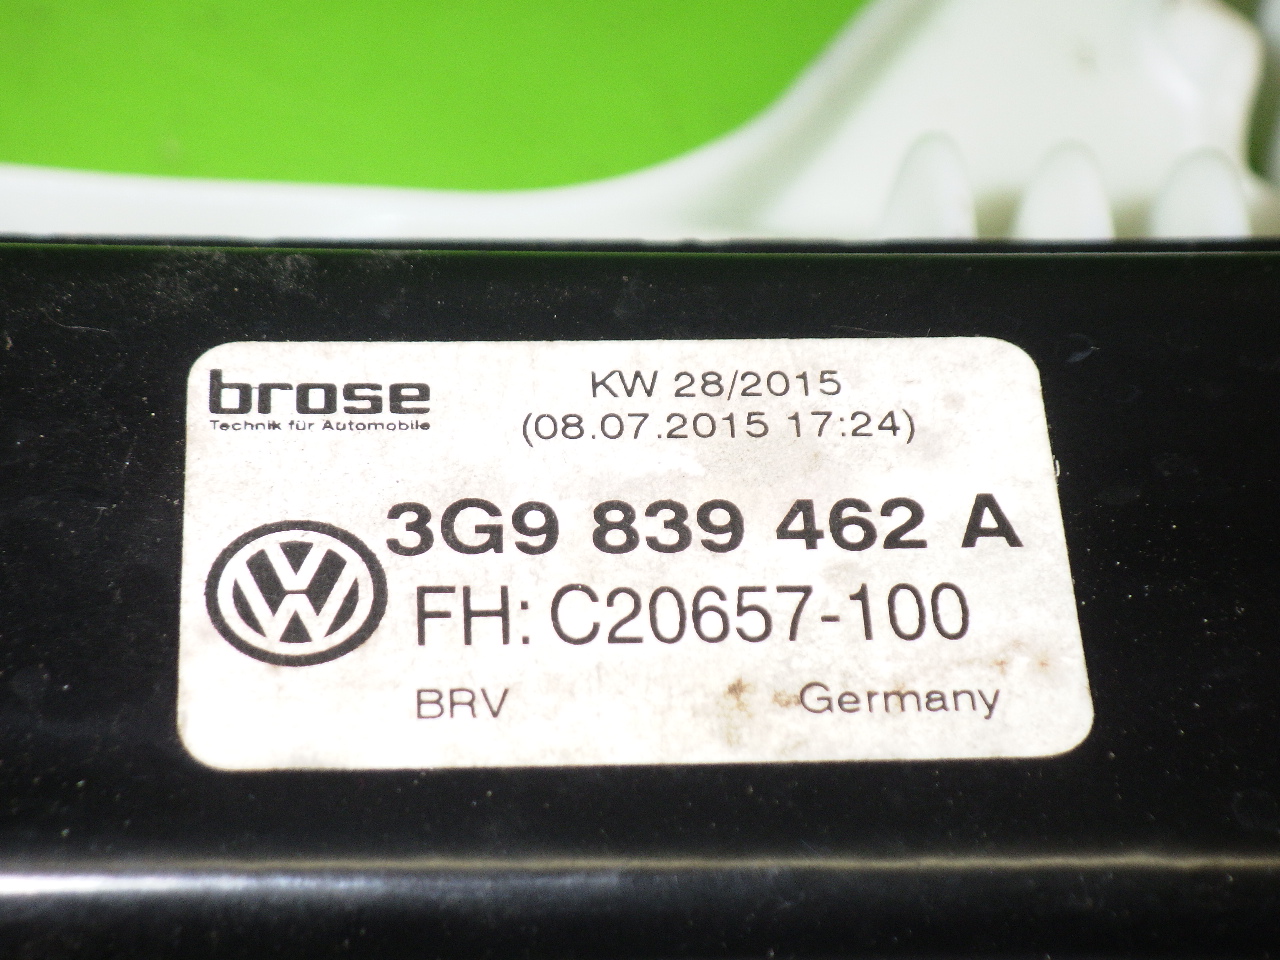 brose
Technik für Automobile
KW 28/2015
(08.07.2015 17:24)
3G9 839 462 A
FH: C20657-100
BRV
Germany